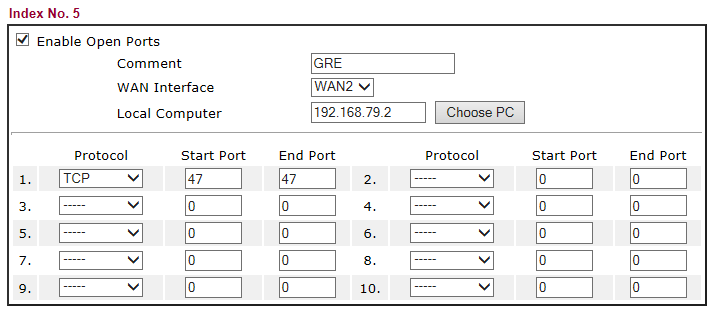 Index No. 5
Enable Open Ports
Comment GRE
WAN Interface WAN2
Local Computer 192.168.79.2 Choose PC
Protocol Start Port End Port Protocol Start Port End Port
1. TCP 47 47 2. ----- 0 0
3. ----- 0 0 4. ----- 0 0
5. ----- 0 0 6. ----- 0 0
7. ----- 0 0 8. ----- 0 0
9. ----- 0 0 10. ----- 0 0